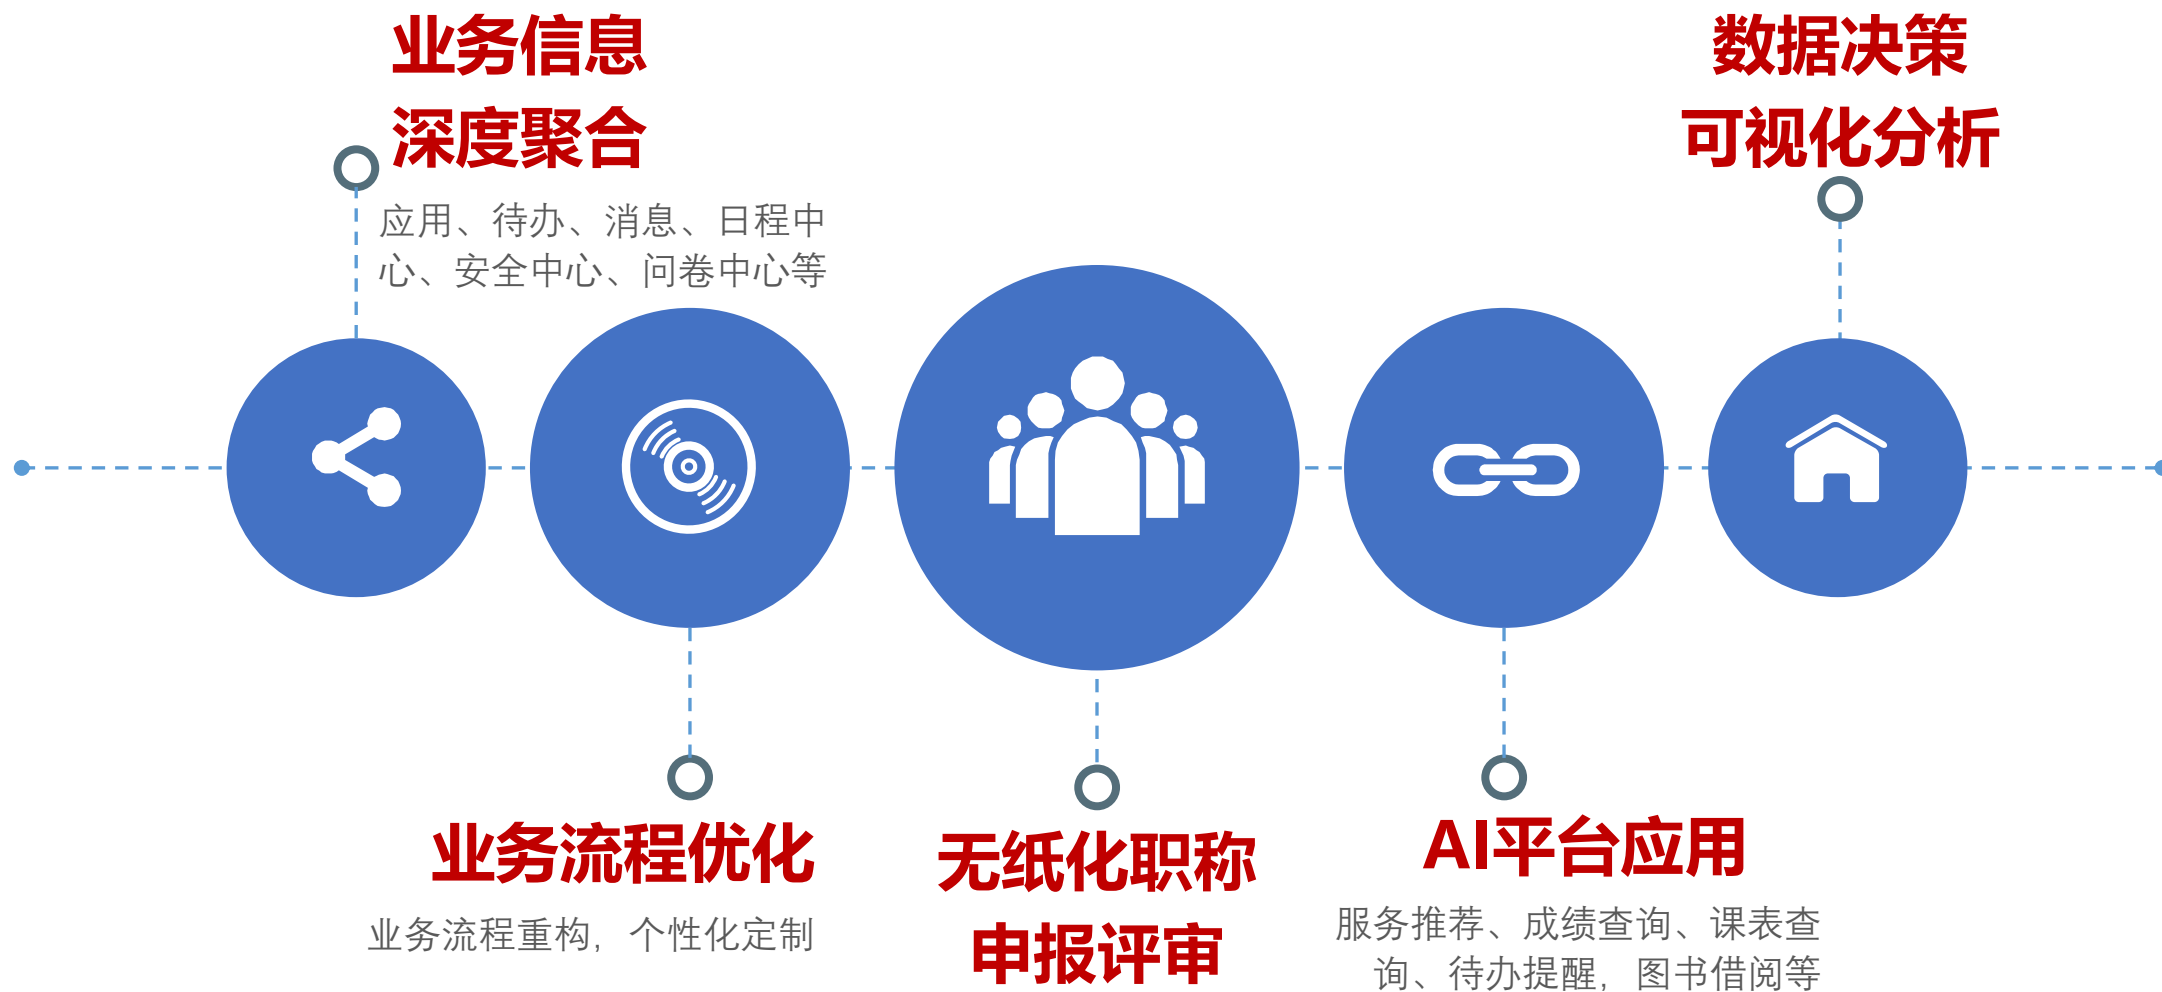 业务信息
深度聚合
应用、待办、消息、日程中
心、安全中心、问卷中心等
数据决策
可视化分析
业务流程优化
业务流程重构，个性化定制
无纸化职称
申报评审
AI平台应用
服务推荐、成绩查询、课表查
询、待办提醒，图书借阅等